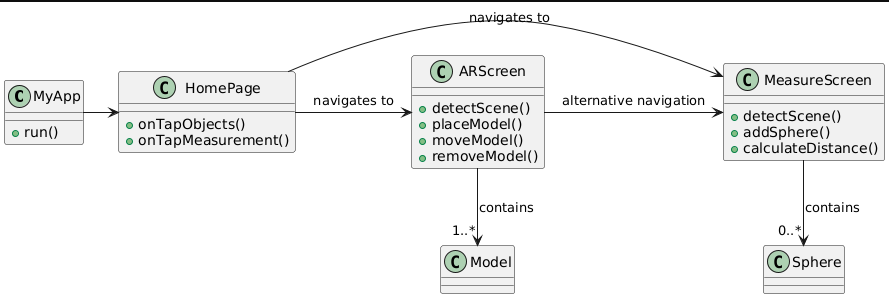 navigates to
C MyApp
+ run()
C HomePage
+ onTapObjects()
+ onTapMeasurement()
navigates to
C ARScreen
+ detectScene()
+ placeModel()
+ moveModel()
+ removeModel()
alternative navigation
C MeasureScreen
+ detectScene()
+ addSphere()
+ calculateDistance()
contains
1..*
C Model
contains
0..*
C Sphere